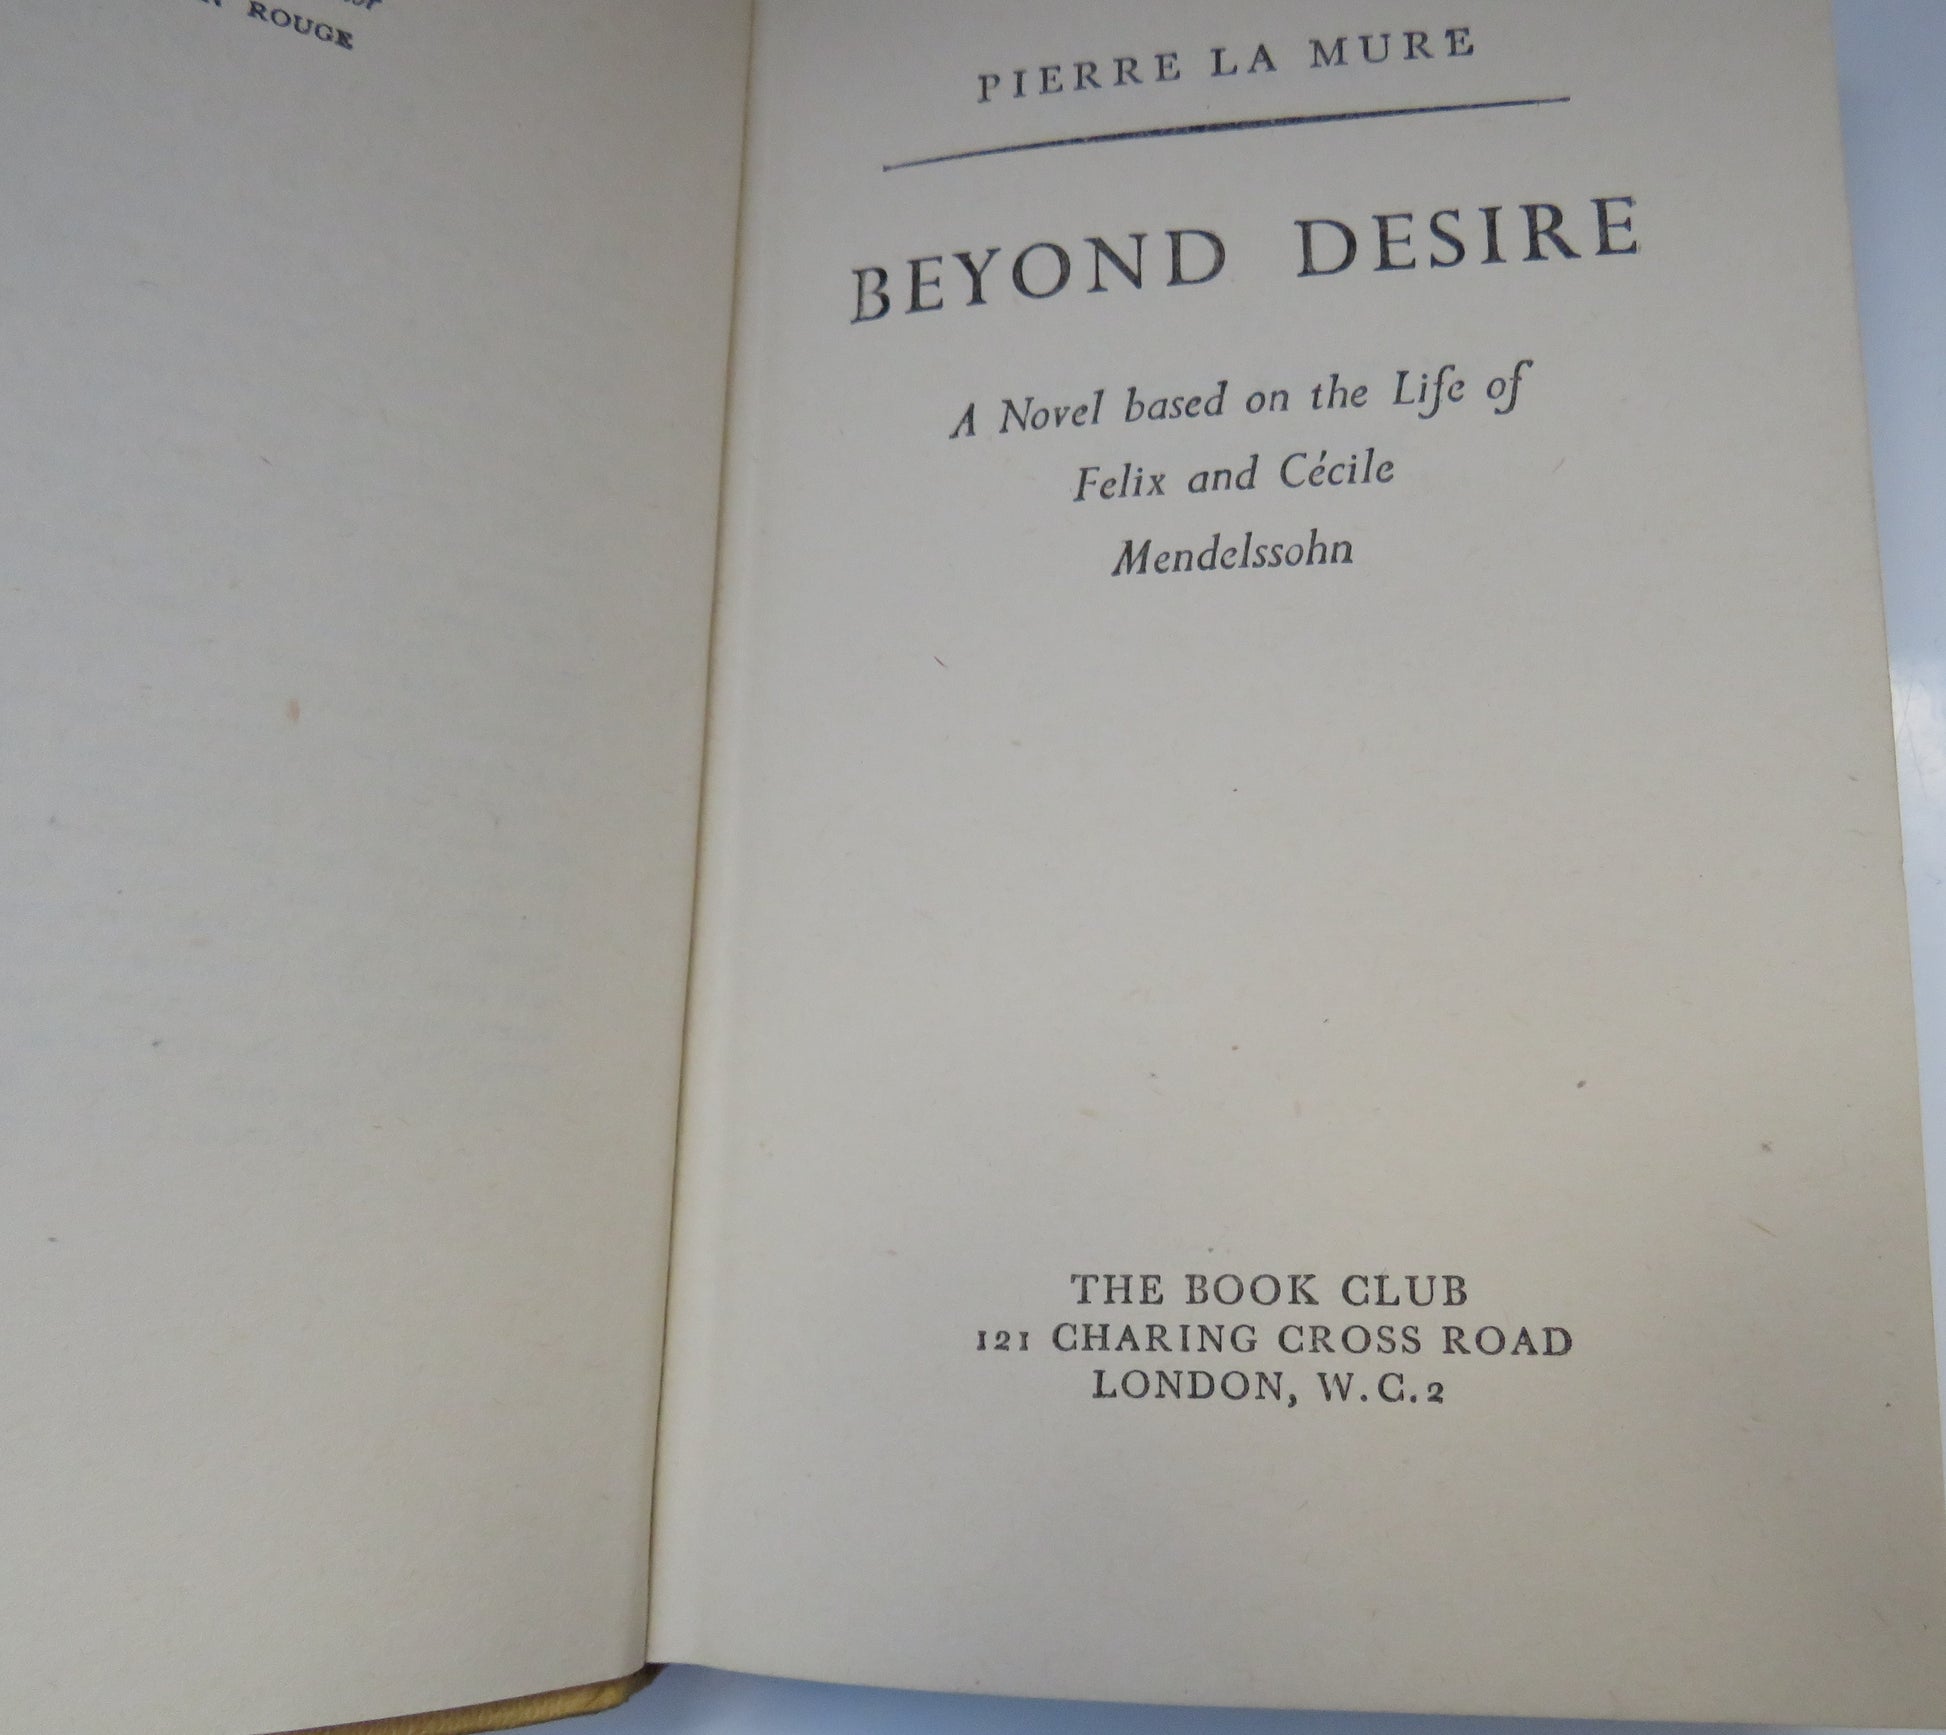 ROUGE
PIERRE LA MURE
BEYOND DESIRE
A Novel based on the Life of
Felix and Cécile
Mendelssohn
THE BOOK CLUB
121 CHARING CROSS ROAD
LONDON, W.C.2